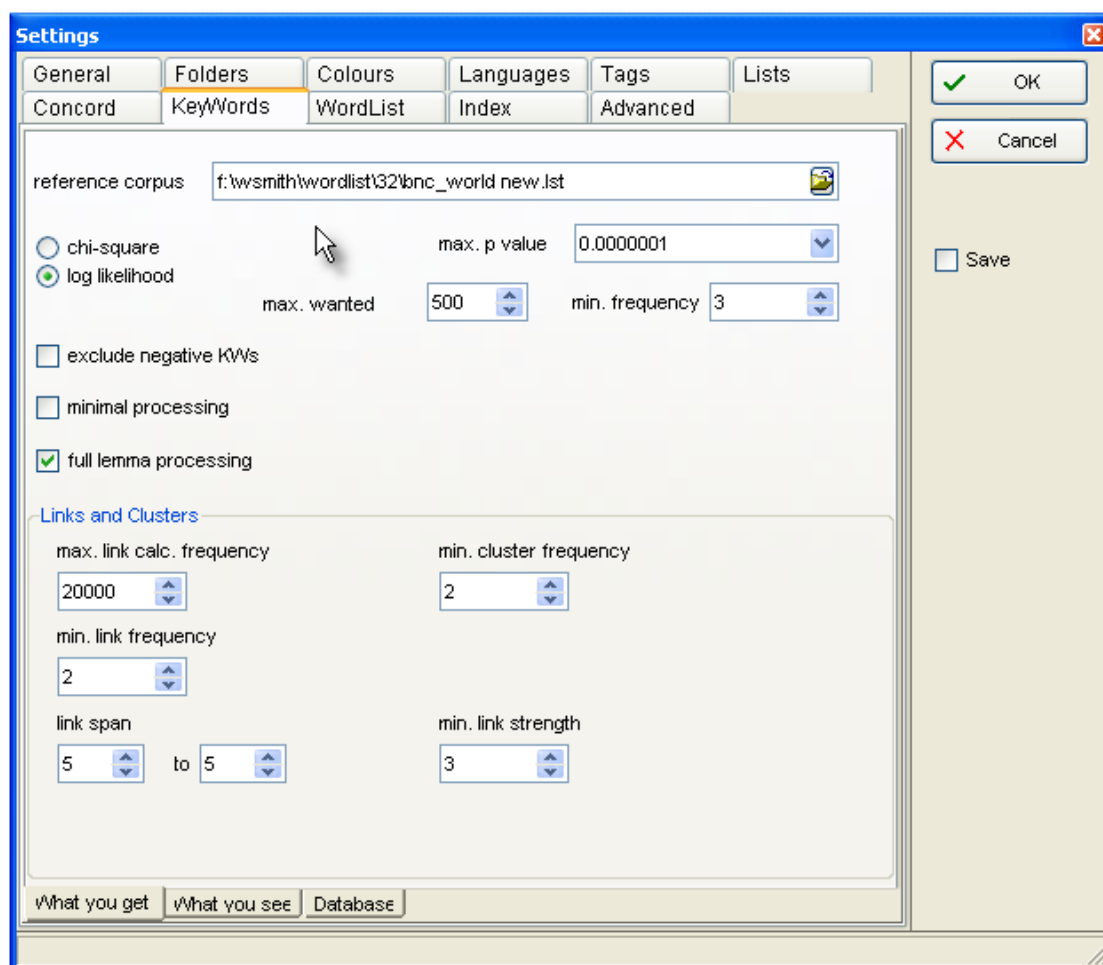 Settings
General Folders Colours Languages Tags Lists
Concord KeyWords WordList Index Advanced
OK
Cancel
reference corpus f:\wsmith\wordlist\32\bnc_world new.lst
chi-square max. p value 0.0000001
Save
log likelihood
max. wanted 500 min. frequency 3
exclude negative KWs
minimal processing
full lemma processing
Links and Clusters
max. link calc. frequency min. cluster frequency
20000 2
min. link frequency
2
link span min. link strength
5 to 5 3
What you get What you see Database